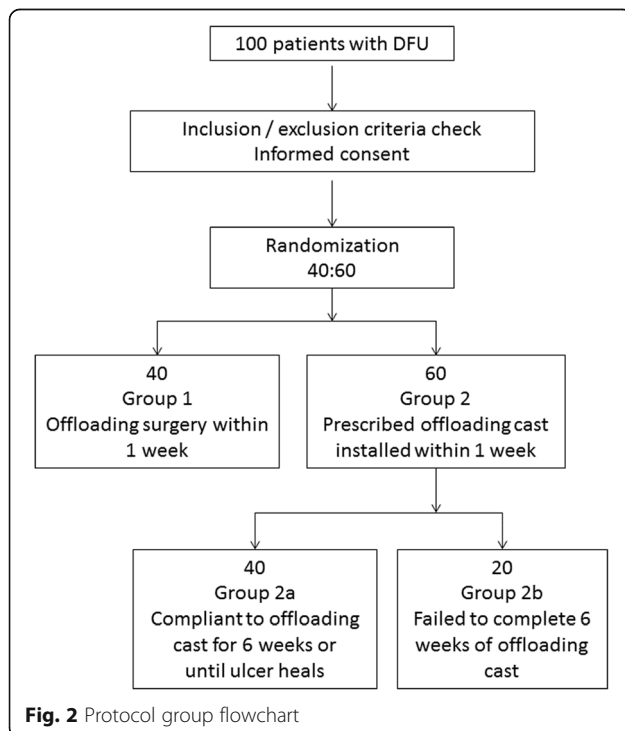 100 patients with DFU
Inclusion / exclusion criteria check
Informed consent
Randomization
40:60
40
Group 1
Offloading surgery within
1 week
60
Group 2
Prescribed offloading cast
installed within 1 week
40
Group 2a
Compliant to offloading
cast for 6 weeks or
until ulcer heals
20
Group 2b
Failed to complete 6
weeks of offloading
cast
Fig. 2 Protocol group flowchart